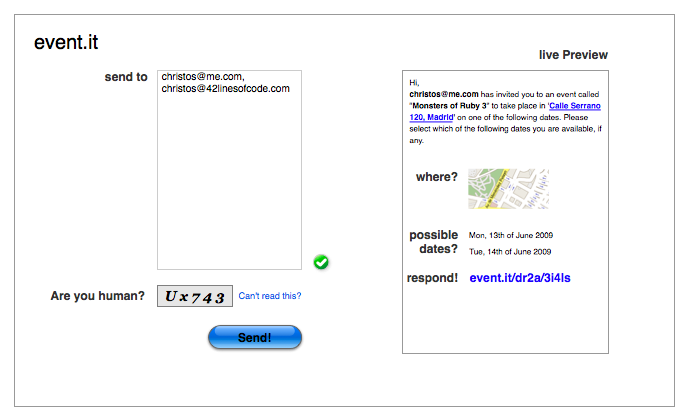 event.it
send to
christos@me.com,
christos@42linesofcode.com
Are you human?
Ux743
Can't read this?
Send!
live Preview
Hi,
christos@me.com has invited you to an event called
"Monsters of Ruby 3" to take place in 'Calle Serrano
120, Madrid' on one of the following dates. Please
select which of the following dates you are available, if
any.
where?
possible
dates?
Mon, 13th of June 2009
Tue, 14th of June 2009
respond!
event.it/dr2a/3i4ls